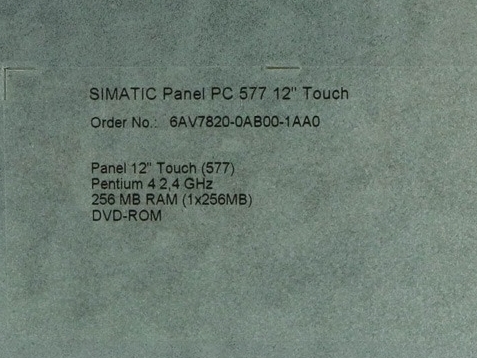 SIMATIC Panel PC 577 12" Touch
Order No.: 6AV7820-0AB00-1AA0
Panel 12" Touch (577)
Pentium 4 2,4 GHz
256 MB RAM (1x256MB)
DVD-ROM